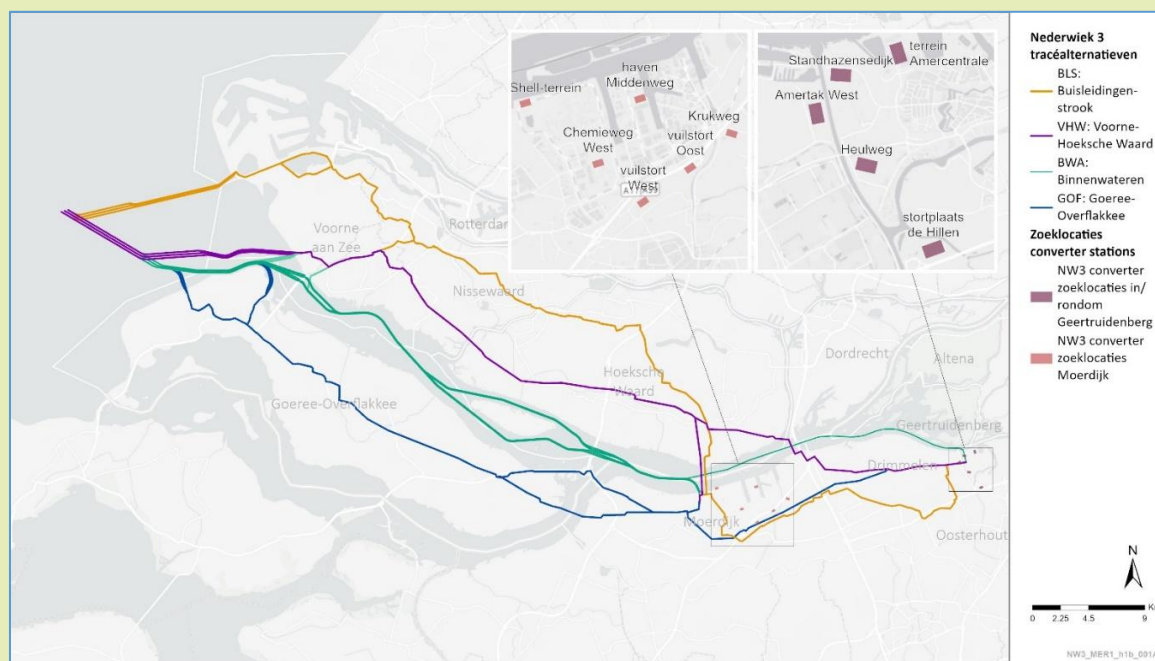 Shell-terrein
haven
Middenweg
Krukweg
Chemieweg
West
vuilstort
Oost
vuilstort
West
terrein
Amercentrale
Standhazensedijk
Amertak West
Heulweg
stortplaats
de Hillen
Voorne
aan Zee
Rotterda
Nissewaard
Goeree-Overflakkee
Hoeksche
Waard
Dordrecht
Altena
Geertruidenberg
Drimmelen
Moerdijk
Oosterhout
Nederwiek 3
tracéalternatieven
BLS:
Buisleidingen-
strook
VHW: Voorne-
Hoeksche Waard
BWA:
Binnenwateren
GOF: Goeree-
Overflakkee
Zoeklocaties
converter stations
NW3 converter
zoeklocaties in/
rondom
Geertruidenberg
NW3 converter
zoeklocaties
Moerdijk
N
0 2.25 4.5 9